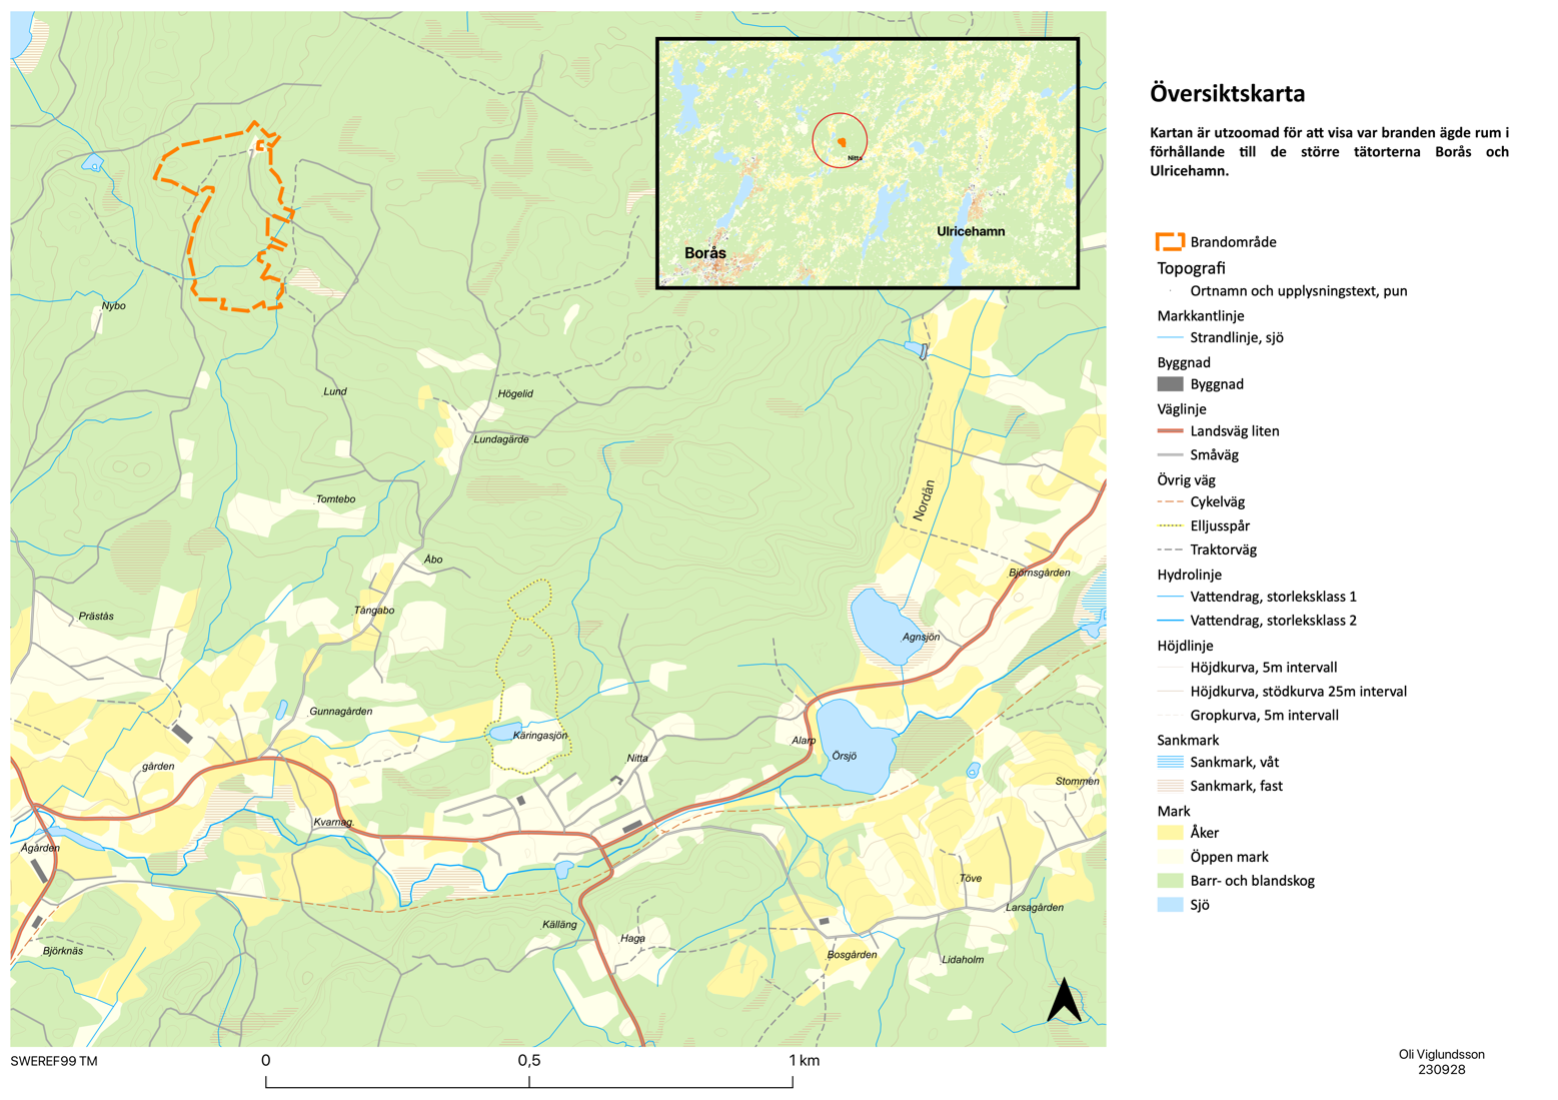 Översiktskarta
Kartan är utzoomad för att visa var branden ägde rum i
förhållande till de större tätorterna Borås och
Ulricehamn.
Brandområde
Topografi
Ortnamn och upplysningstext, pun
Markkantlinje
Strandlinje, sjö
Byggnad
Byggnad
Väglinje
Landsväg liten
Småväg
Övrig väg
Cykelväg
Elljusspår
Traktorväg
Hydrolinje
Vattendrag, storleksklass 1
Vattendrag, storleksklass 2
Höjdlinje
Höjdkurva, 5m intervall
Höjdkurva, stödkurva 25m interval
Gropkurva, 5m intervall
Sankmark
Sankmark, våt
Sankmark, fast
Mark
Åker
Öppen mark
Barr- och blandskog
Sjö
Nitta
Ulricehamn
Borås
Nybo
Lund
Högelid
Lundagärde
Tomtebo
Nordån
Åbo
Björnsgården
Prästås
Tångabo
Agnsjön
Gunnagården
Käringasjön
Alarp
Örsjö
Nitta
gården
Stommen
Kvarnag.
Ågården
Töve
Larsagården
Källäng
Haga
Björknäs
Bosgården
Lidaholm
SWEREF99 TM
0
0,5
1 km
Oli Viglundsson
230928